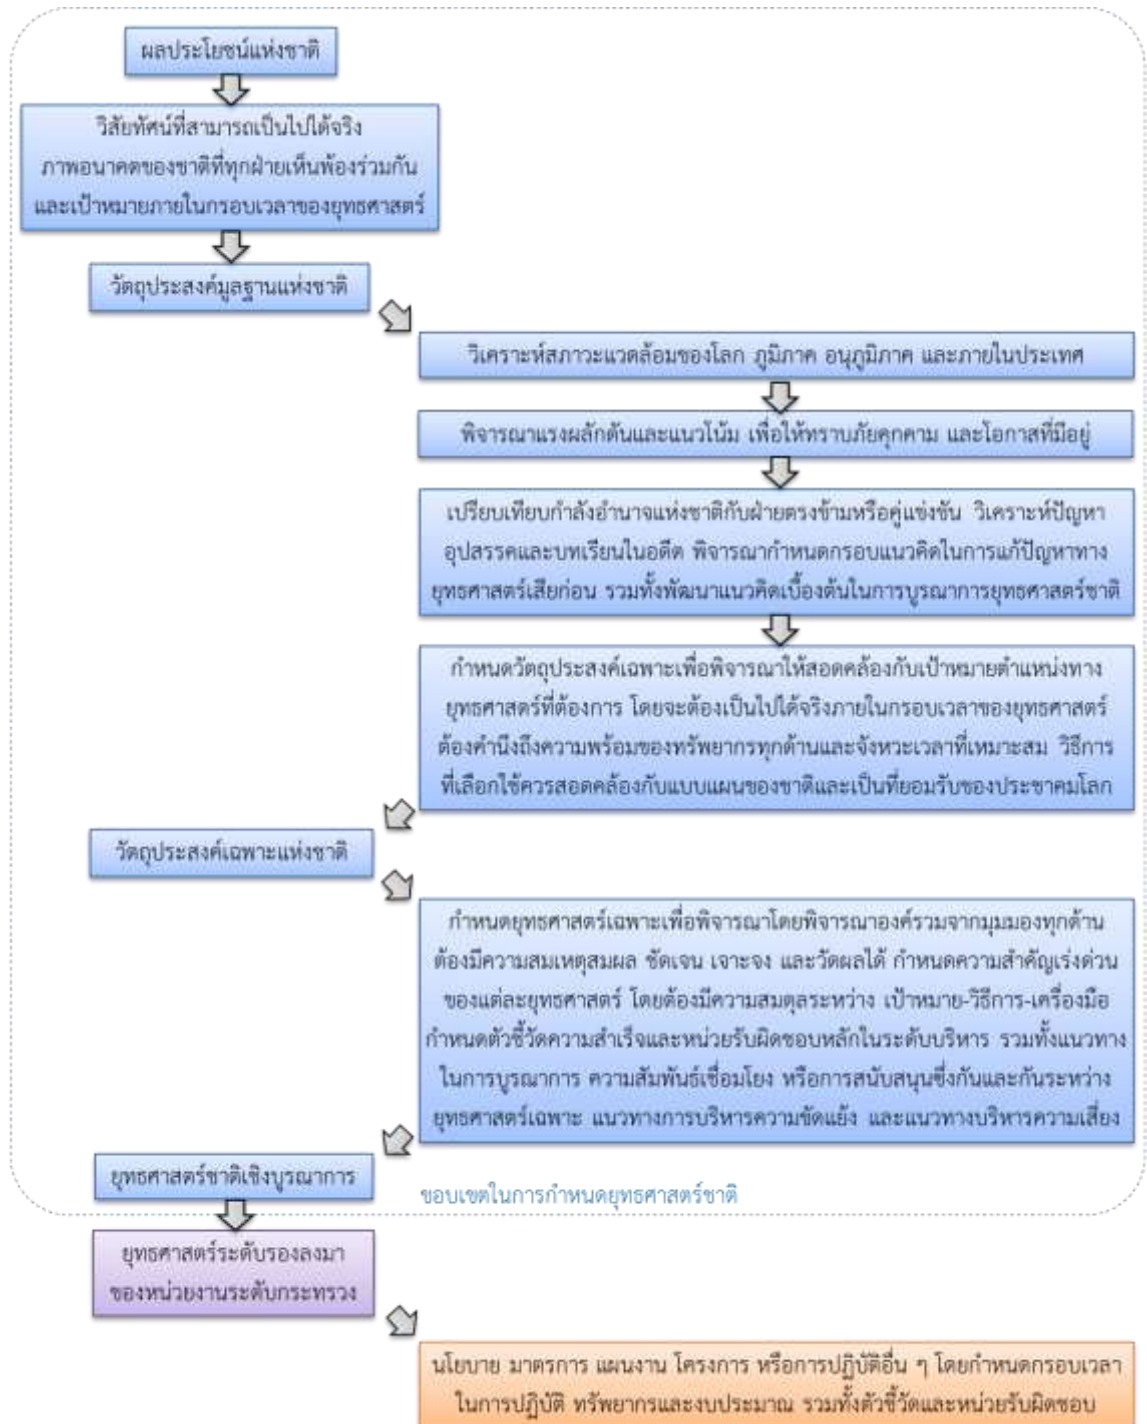 ผลประโยชน์แห่งชาติ
วิสัยทัศน์ที่สามารถเป็นไปได้จริง
ภาพอนาคตของชาติที่ทุกฝ่ายเห็นพ้องร่วมกัน
และเป้าหมายภายในกรอบเวลาของยุทธศาสตร์
วัตถุประสงค์มูลฐานแห่งชาติ
วิเคราะห์สภาวะแวดล้อมของโลก ภูมิภาค อนุภูมิภาค และภายในประเทศ
พิจารณาแรงผลักดันและแนวโน้ม เพื่อให้ทราบภัยคุกคาม และโอกาสที่มีอยู่
เปรียบเทียบกำลังอำนาจแห่งชาติกับฝ่ายตรงข้ามหรือคู่แข่งขัน วิเคราะห์ปัญหา
อุปสรรคและบทเรียนในอดีต พิจารณากำหนดกรอบแนวคิดในการแก้ปัญหาทาง
ยุทธศาสตร์เสียก่อน รวมทั้งพัฒนาแนวคิดเบื้องต้นในการบูรณาการยุทธศาสตร์ชาติ
กำหนดวัตถุประสงค์เฉพาะเพื่อพิจารณาให้สอดคล้องกับเป้าหมายตำแหน่งทาง
ยุทธศาสตร์ที่ต้องการ โดยจะต้องเป็นไปได้จริงภายในกรอบเวลาของยุทธศาสตร์
ต้องคำนึงถึงความพร้อมของทรัพยากรทุกด้านและจังหวะเวลาที่เหมาะสม วิธีการ
ที่เลือกใช้ควรสอดคล้องกับแบบแผนของชาติและเป็นที่ยอมรับของประชาคมโลก
วัตถุประสงค์เฉพาะแห่งชาติ
กำหนดยุทธศาสตร์เฉพาะเพื่อพิจารณาโดยพิจารณาองค์รวมจากมุมมองทุกด้าน
ต้องมีความสมเหตุสมผล ชัดเจน เจาะจง และวัดผลได้ กำหนดความสำคัญเร่งด่วน
ของแต่ละยุทธศาสตร์ โดยต้องมีความสมดุลระหว่าง เป้าหมาย-วิธีการ-เครื่องมือ
กำหนดตัวชี้วัดความสำเร็จและหน่วยรับผิดชอบหลักในระดับบริหาร รวมทั้งแนวทาง
ในการบูรณาการ ความสัมพันธ์เชื่อมโยง หรือการสนับสนุนซึ่งกันและกันระหว่าง
ยุทธศาสตร์เฉพาะ แนวทางการบริหารความขัดแย้ง และแนวทางบริหารความเสี่ยง
ยุทธศาสตร์ชาติเชิงบูรณาการ
ขอบเขตในการกำหนดยุทธศาสตร์ชาติ
ยุทธศาสตร์ระดับรองลงมา
ของหน่วยงานระดับกระทรวง
นโยบาย มาตรการ แผนงาน โครงการ หรือการปฏิบัติอื่น ๆ โดยกำหนดกรอบเวลา
ในการปฏิบัติ ทรัพยากรและงบประมาณ รวมทั้งตัวชี้วัดและหน่วยรับผิดชอบ